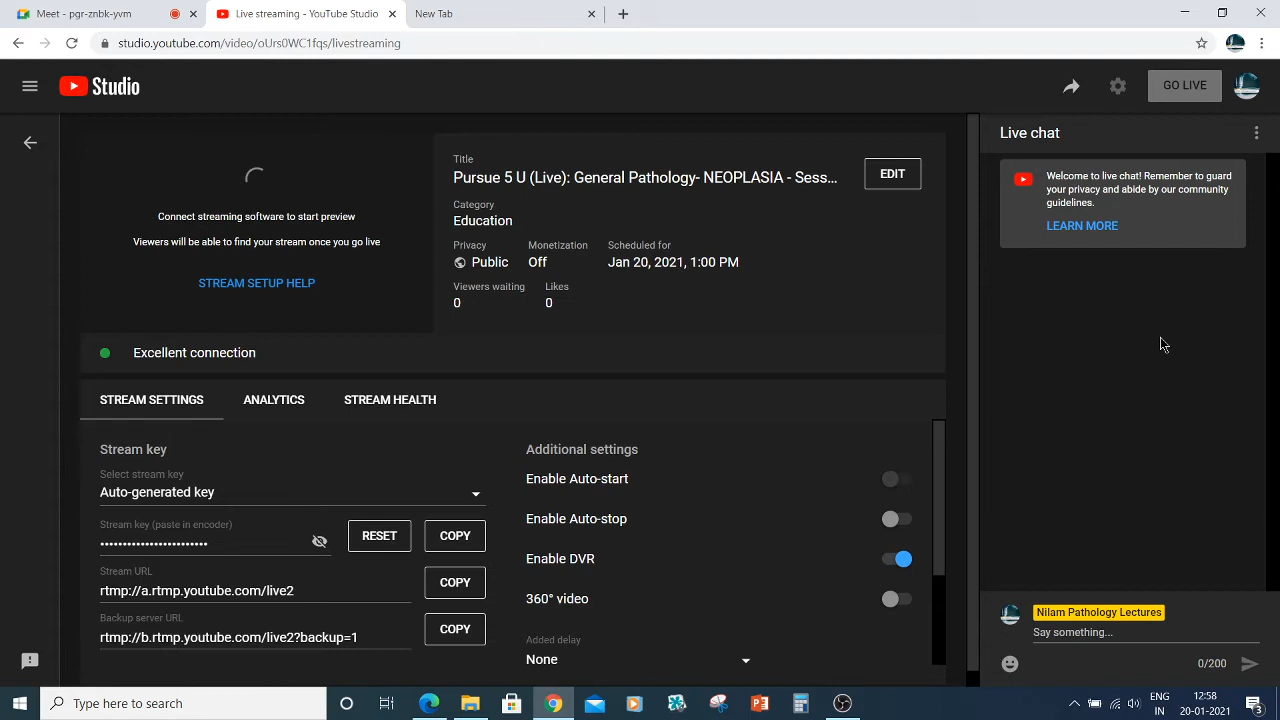 Meet - pgr-znbk-yvm
Live streaming - YouTube Studio
New Tab
studio.youtube.com/video/oUrs0WC1fqs/livestreaming
Studio
GO LIVE
Connect streaming software to start preview
Viewers will be able to find your stream once you go live
STREAM SETUP HELP
Title
Pursue 5 U (Live): General Pathology- NEOPLASIA - Sess...
EDIT
Category
Education
Privacy Monetization Scheduled for
Public Off Jan 20, 2021, 1:00 PM
Viewers waiting Likes
0 0
Excellent connection
STREAM SETTINGS ANALYTICS STREAM HEALTH
Stream key
Select stream key
Auto-generated key
Stream key (paste in encoder)
••••••••••••••••••••••••
RESET COPY
Stream URL
rtmp://a.rtmp.youtube.com/live2
COPY
Backup server URL
rtmp://b.rtmp.youtube.com/live2?backup=1
COPY
Additional settings
Enable Auto-start
Enable Auto-stop
Enable DVR
360° video
Added delay
None
Live chat
Welcome to live chat! Remember to guard
your privacy and abide by our community
guidelines.
LEARN MORE
Nilam Pathology Lectures
Say something...
0/200
Type here to search
ENG
IN
12:58
20-01-2021
3